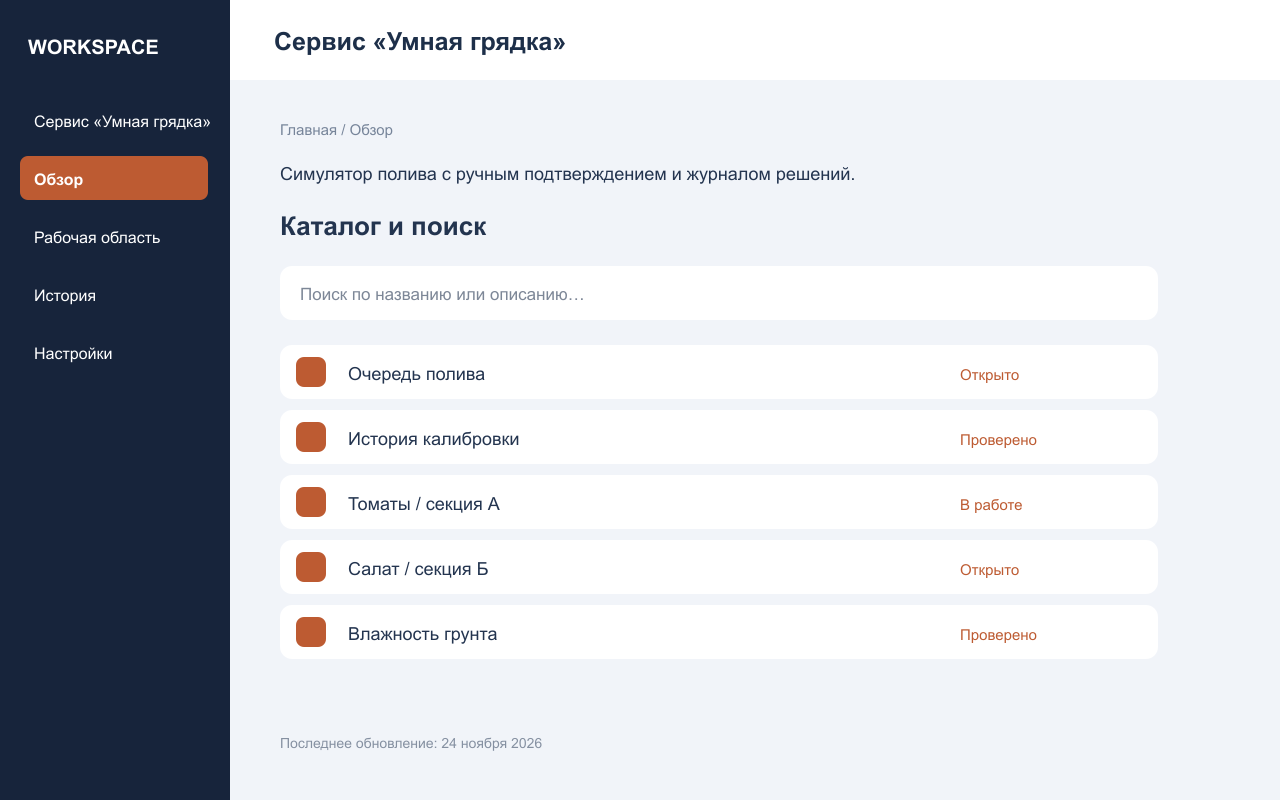 WORKSPACE
Сервис «Умная грядка»
Обзор
Рабочая область
История
Настройки
Сервис «Умная грядка»
Главная / Обзор
Симулятор полива с ручным подтверждением и журналом решений.
Каталог и поиск
Поиск по названию или описанию…
Очередь полива
Открыто
История калибровки
Проверено
Томаты / секция А
В работе
Салат / секция Б
Открыто
Влажность грунта
Проверено
Последнее обновление: 24 ноября 2026